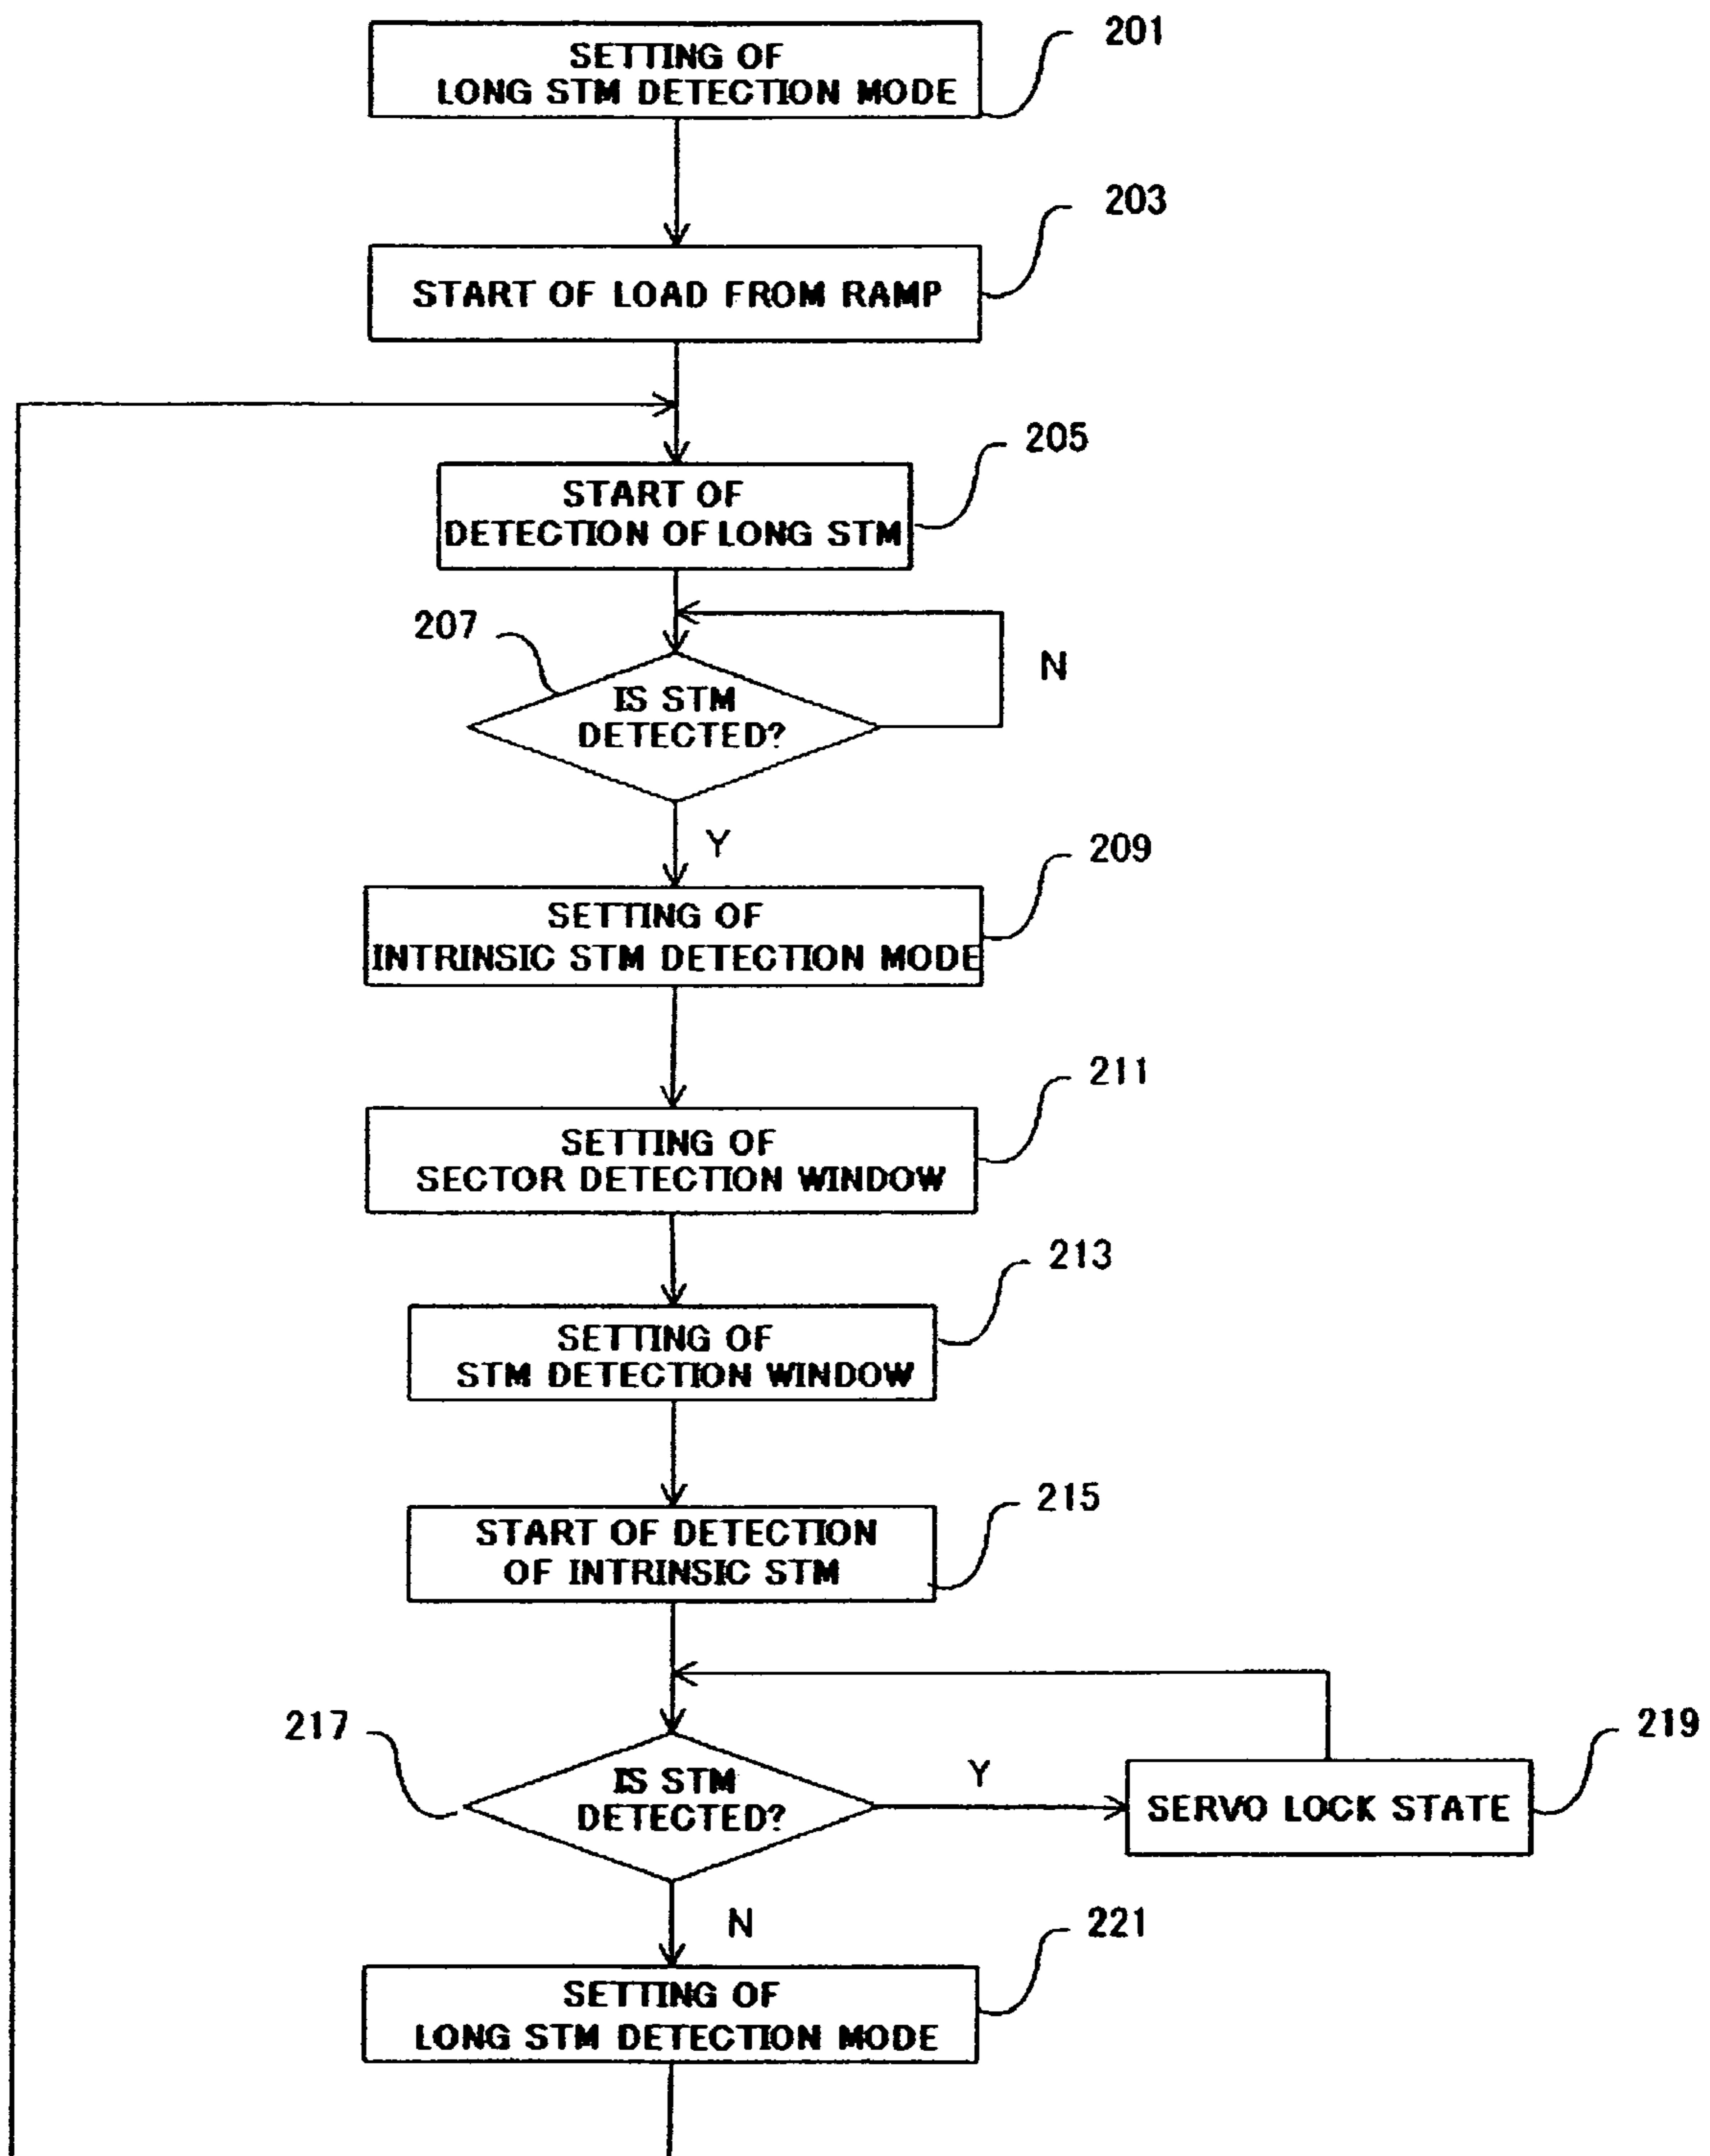 201
SETTING OF
LONG STM DETECTION MODE
203
START OF LOAD FROM RAMP
205
START OF
DETECTION OF LONG STM
207
N
IS STM
DETECTED?
Y
209
SETTING OF
INTRINSIC STM DETECTION MODE
211
SETTING OF
SECTOR DETECTION WINDOW
213
SETTING OF
STM DETECTION WINDOW
215
START OF DETECTION
OF INTRINSIC STM
217
219
IS STM
DETECTED?
Y
SERVO LOCK STATE
N
221
SETTING OF
LONG STM DETECTION MODE